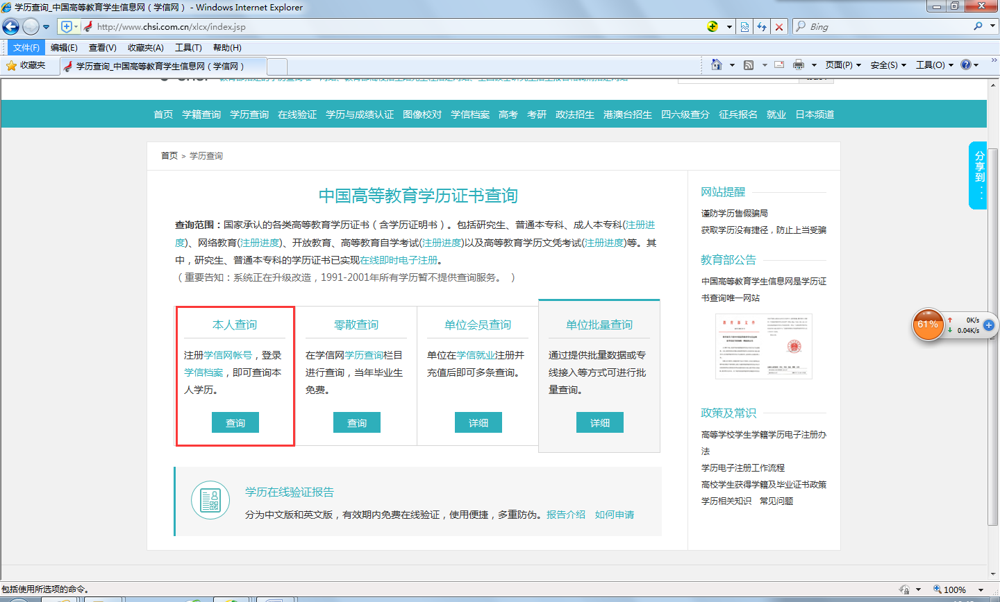 学历查询_中国高等教育学生信息网（学信网） - Windows Internet Explorer
http://www.chsi.com.cn/xlcx/index.jsp
Bing
文件(F) 编辑(E) 查看(V) 收藏夹(A) 工具(T) 帮助(H)
收藏夹
学历查询_中国高等教育学生信息网（学信网）
页面(P) 安全(S) 工具(O)
首页 学籍查询 学历查询 在线验证 学历与成绩认证 图像校对 学信档案 高考 考研 政法招生 港澳台招生 四六级查分 征兵报名 就业 日本频道
首页 > 学历查询
分享到：
中国高等教育学历证书查询
查询范围：国家承认的各类高等教育学历证书（含学历证明书）。包括研究生、普通本专科、成人本专科(注册进
度)、网络教育(注册进度)、开放教育、高等教育自学考试(注册进度)以及高等教育学历文凭考试(注册进度)等。其
中，研究生、普通本专科的学历证书已实现在线即时电子注册。
（重要告知：系统正在升级改造，1991-2001年所有学历暂不提供查询服务。 ）
本人查询
注册学信网帐号，登录
学信档案，即可查询本
人学历。
查询
零散查询
在学信网学历查询栏目
进行查询，当年毕业生
免费。
查询
单位会员查询
单位在学信就业注册并
充值后即可多条查询。
详细
单位批量查询
通过提供批量数据或专
线接入等方式可进行批
量查询。
详细
学历在线验证报告
分为中文版和英文版，有效期内免费在线验证，使用便捷，多重防伪。报告介绍 如何申请
网站提醒
谨防学历售假骗局
获取学历没有捷径，防止上当受骗
教育部公告
中国高等教育学生信息网是学历证
书查询唯一网站
政策及常识
高等学校学生学籍学历电子注册办
法
学历电子注册工作流程
高校学生获得学籍及毕业证书政策
学历相关知识 常见问题
61%
0K/s
0.04K/s
包括使用所选项的命令。
100%